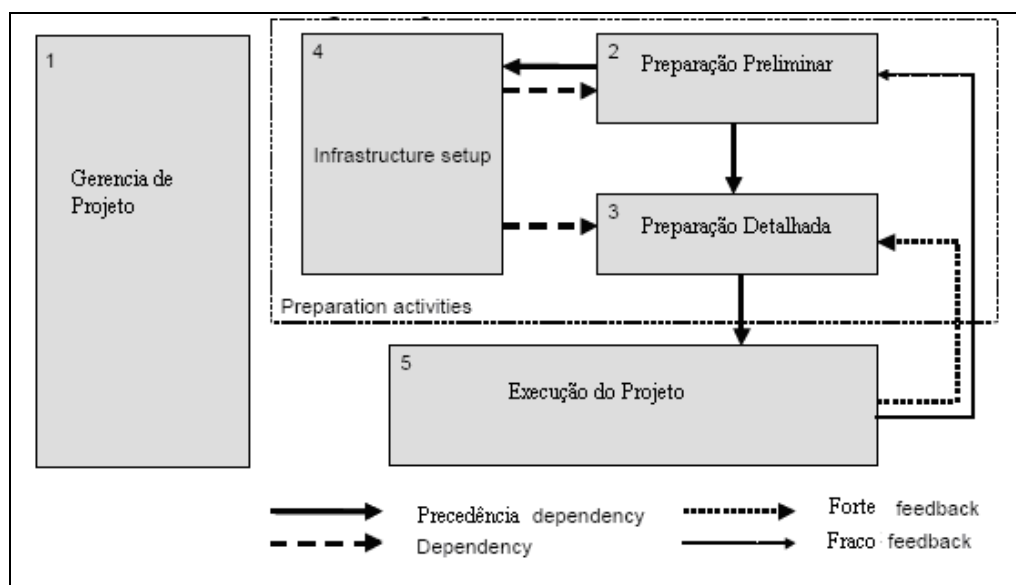 1
Gerencia de
Projeto
4
Infrastructure setup
2
Preparação Preliminar
3
Preparação Detalhada
Preparation activities
5
Execução do Projeto
Precedência dependency
Dependency
Forte feedback
Fraco feedback